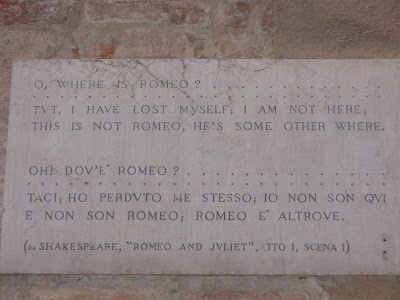 O, WHERE IS ROMEO? . . . . . . . . . . . . . .
. . . . . . . . . . . . . . . . . . . . . . . . . . . . . .
TVT, I HAVE LOST MYSELF; I AM NOT HERE;
THIS IS NOT ROMEO, HE'S SOME OTHER WHERE.
OH! DOV'E' ROMEO? . . . . . . . . . . . . . . . .
. . . . . . . . . . . . . . . . . . . . . . . . . . . . . .
TACI; HO PERDVTO ME STESSO; IO NON SON QVI
E NON SON ROMEO; ROMEO E' ALTROVE.
(DA SHAKESPEARE, "ROMEO AND JVLIET", ATTO I, SCENA I)